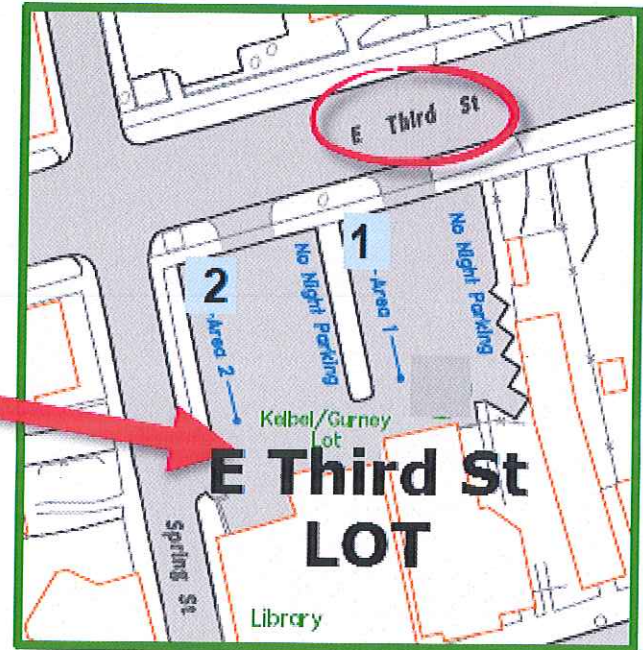 E Third St
1
No Night Parking
-Area 1
2
No Night Parking
-Area 2
Kelbel/Gurney
Lot
E Third St
LOT
Spring St
Library